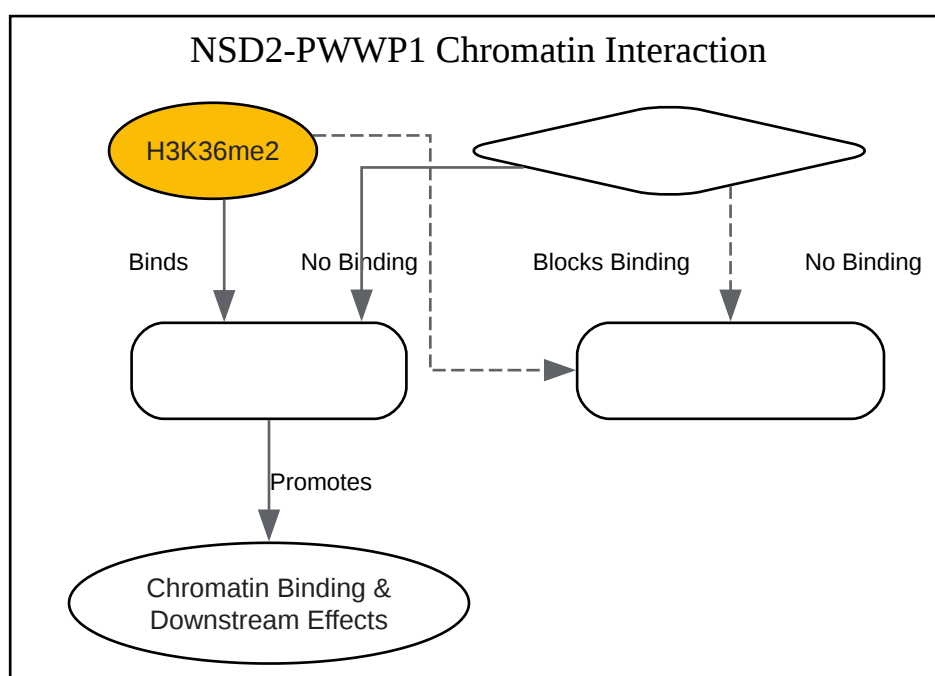 NSD2-PWWP1 Chromatin Interaction
H3K36me2
Binds
No Binding
Blocks Binding
No Binding
Promotes
Chromatin Binding &
Downstream Effects